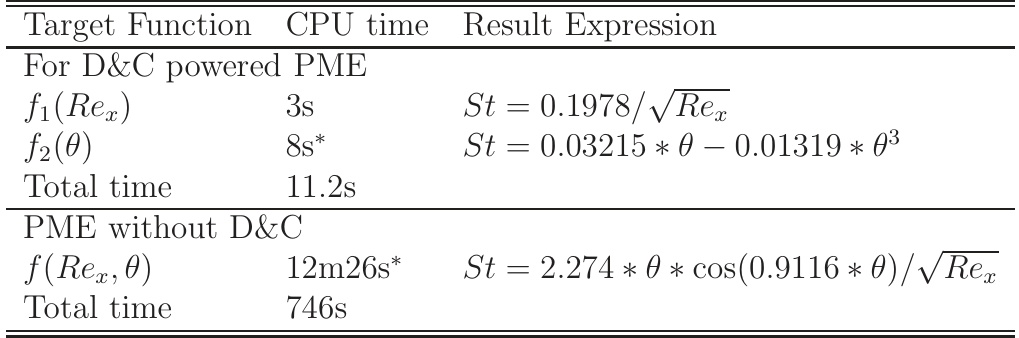 Target Function CPU time Result Expression
For D&C powered PME
f₁(Reₓ) 3s St = 0.1978/√Reₓ
f₂(θ) 8s* St = 0.03215 * θ − 0.01319 * θ³
Total time 11.2s
PME without D&C
f(Reₓ, θ) 12m26s* St = 2.274 * θ * cos(0.9116 * θ)/√Reₓ
Total time 746s